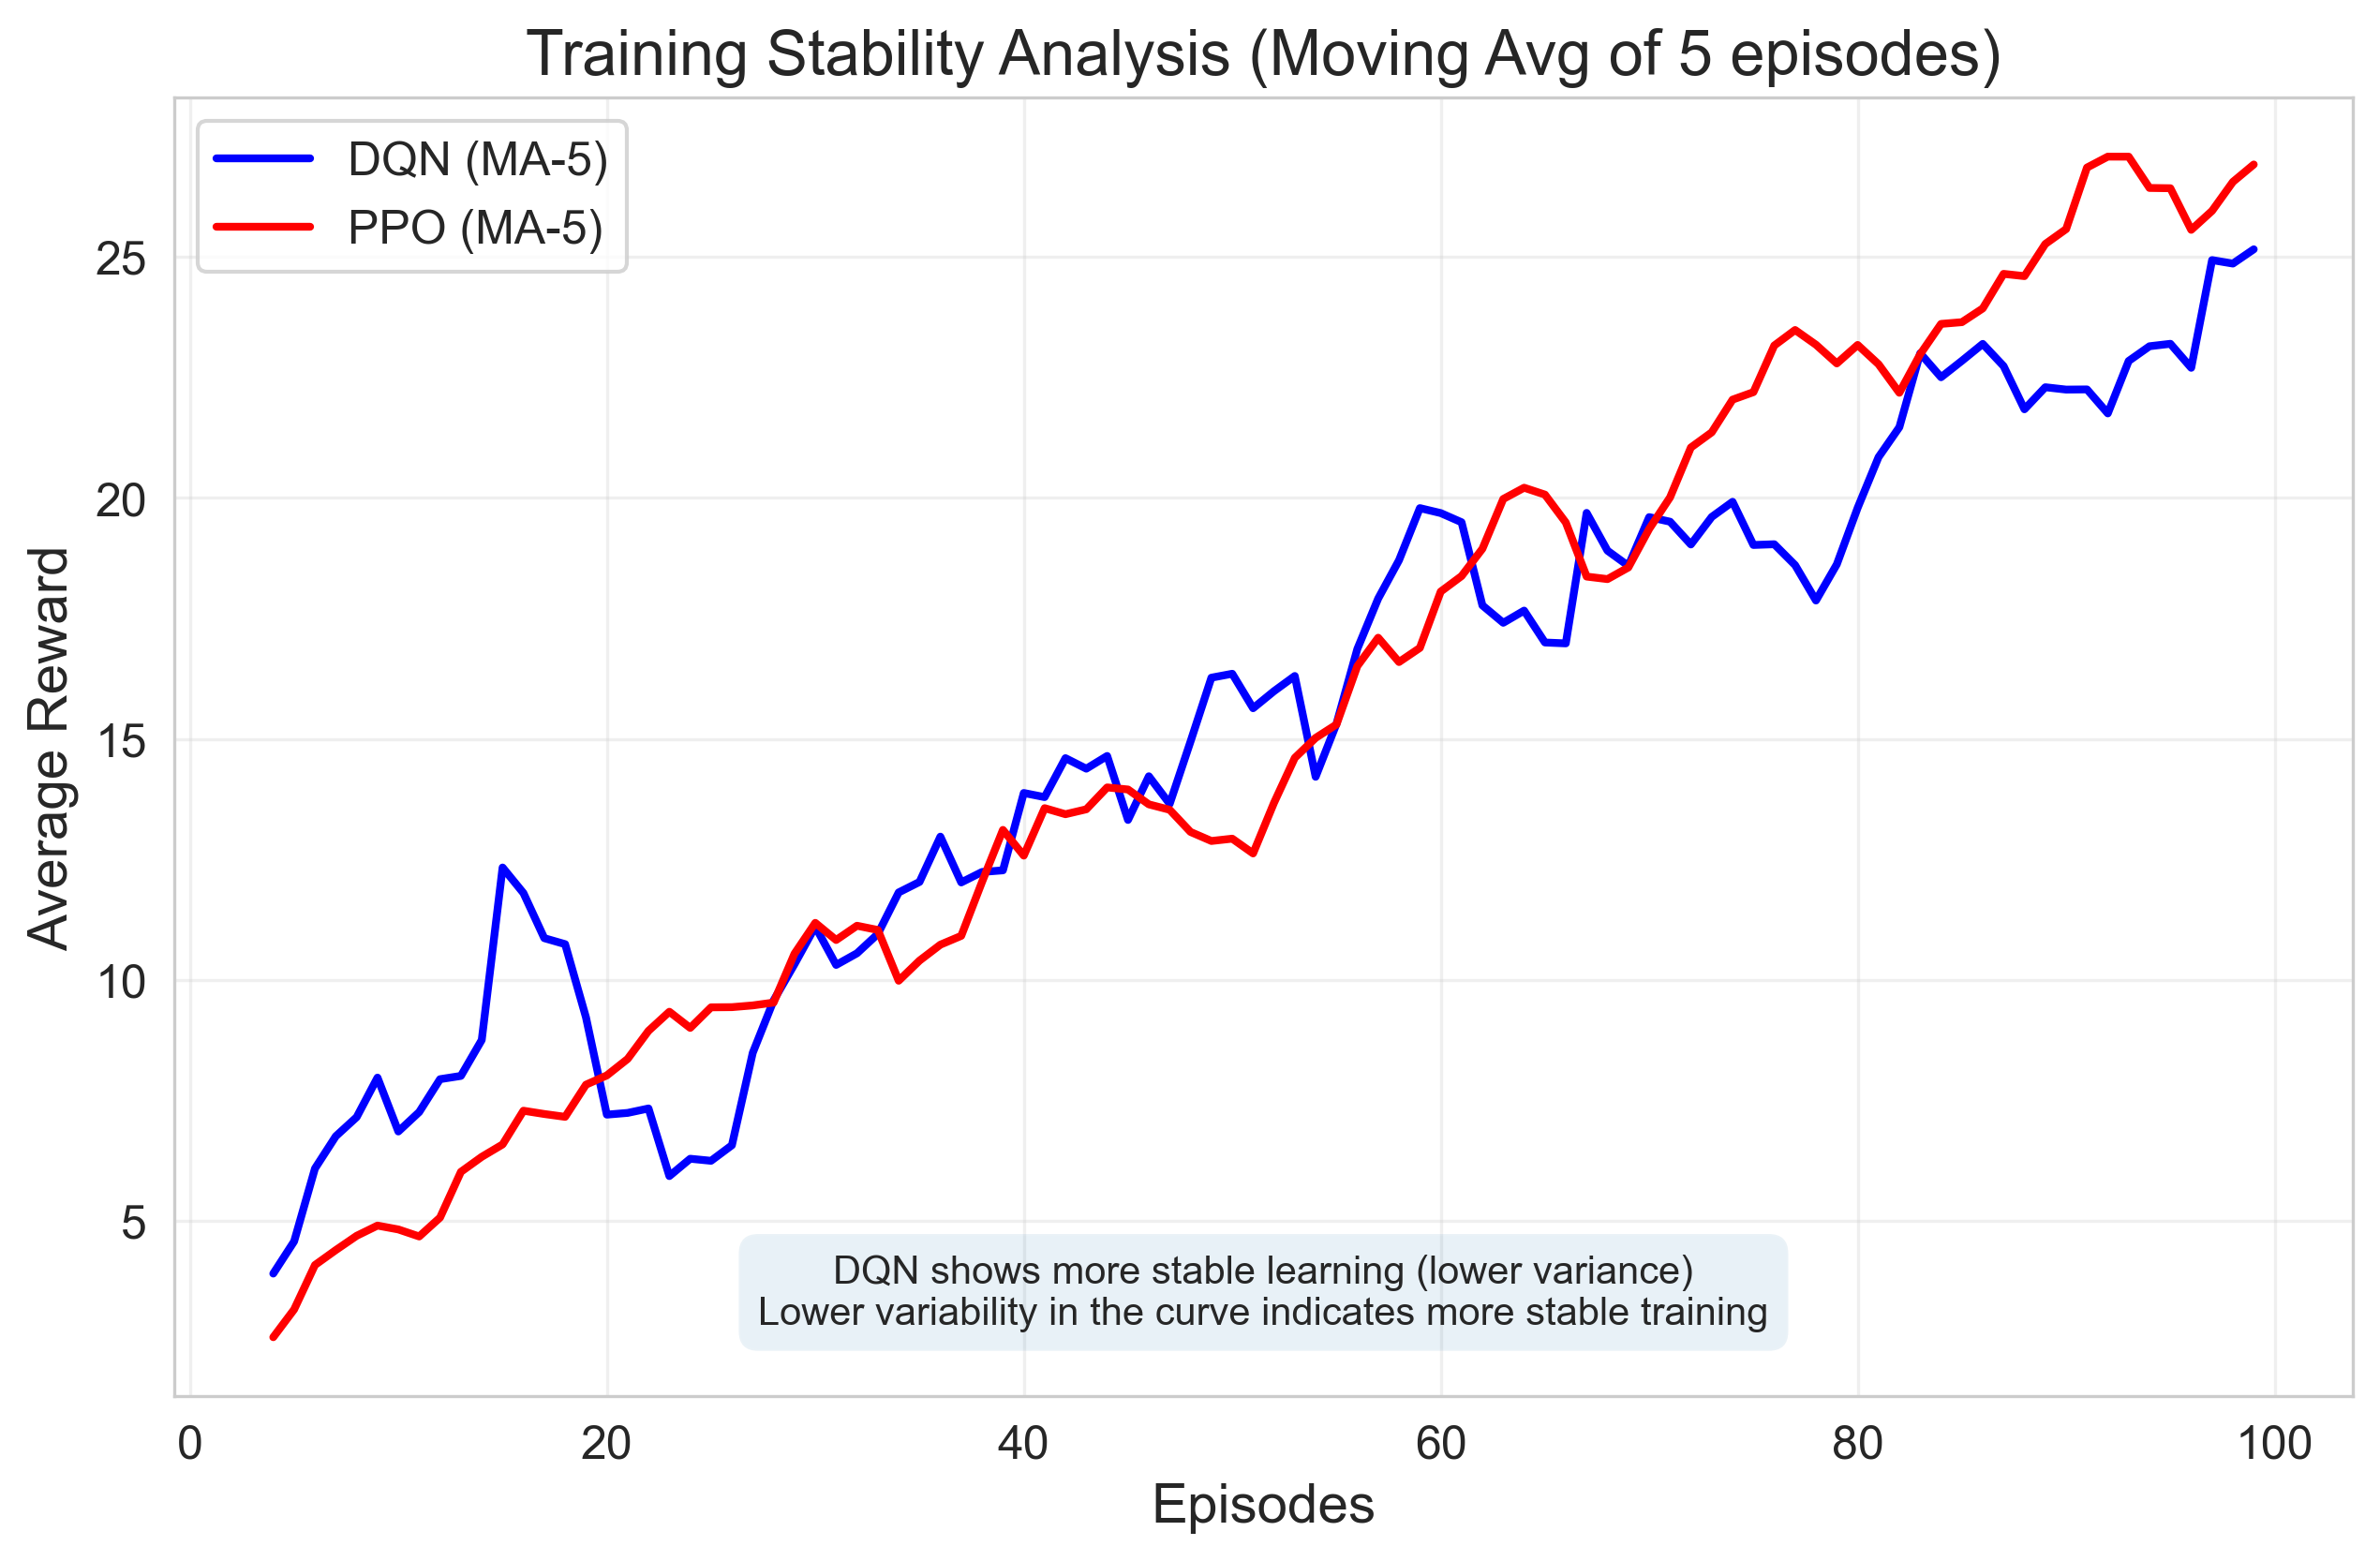 Training Stability Analysis (Moving Avg of 5 episodes)
DQN (MA-5)
PPO (MA-5)
Average Reward
25
20
15
10
5
DQN shows more stable learning (lower variance)
Lower variability in the curve indicates more stable training
0
20
40
60
80
100
Episodes